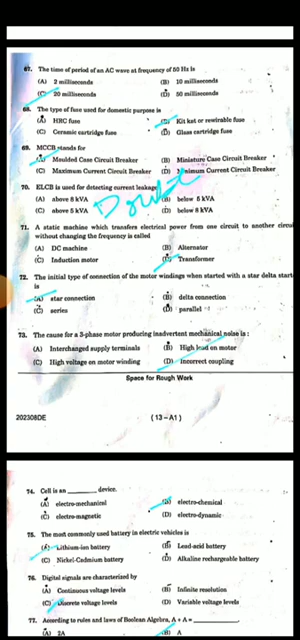 67. The time of period of an AC wave at frequency of 50 Hz is
(A) 2 milliseconds (B) 10 milliseconds
(C) 20 milliseconds (D) 50 milliseconds
68. The type of fuse used for domestic purpose is
(A) HRC fuse (B) Kit kat or rewirable fuse
(C) Ceramic cartridge fuse (D) Glass cartridge fuse
69. MCCB stands for
(A) Moulded Case Circuit Breaker (B) Miniature Case Circuit Breaker
(C) Maximum Current Circuit Breaker (D) Minimum Current Circuit Breaker
Doubt
70. ELCB is used for detecting current leakage
(A) above 8 kVA (B) below 5 kVA
(C) above 5 kVA (D) below 8 kVA
71. A static machine which transfers electrical power from one circuit to another circui
without changing the frequency is called
(A) DC machine (B) Alternator
(C) Induction motor (D) Transformer
72. The initial type of connection of the motor windings when started with a star delta start
is
(A) star connection (B) delta connection
(C) series (D) parallel
73. The cause for a 3-phase motor producing inadvertent mechanical noise is :
(A) Interchanged supply terminals (B) High load on motor
(C) High voltage on motor winding (D) Incorrect coupling
Space for Rough Work
202308DE (13 – A1)
74. Cell is an ________ device.
(A) electro-mechanical (B) electro-chemical
(C) electro-magnetic (D) electro-dynamic
75. The most commonly used battery in electric vehicles is
(A) Lithium-ion battery (B) Lead-acid battery
(C) Nickel-Cadmium battery (D) Alkaline rechargeable battery
76. Digital signals are characterized by
(A) Continuous voltage levels (B) Infinite resolution
(C) Discrete voltage levels (D) Variable voltage levels
77. According to rules and laws of Boolean Algebra, A + A = ________.
(A) 2A (B) A